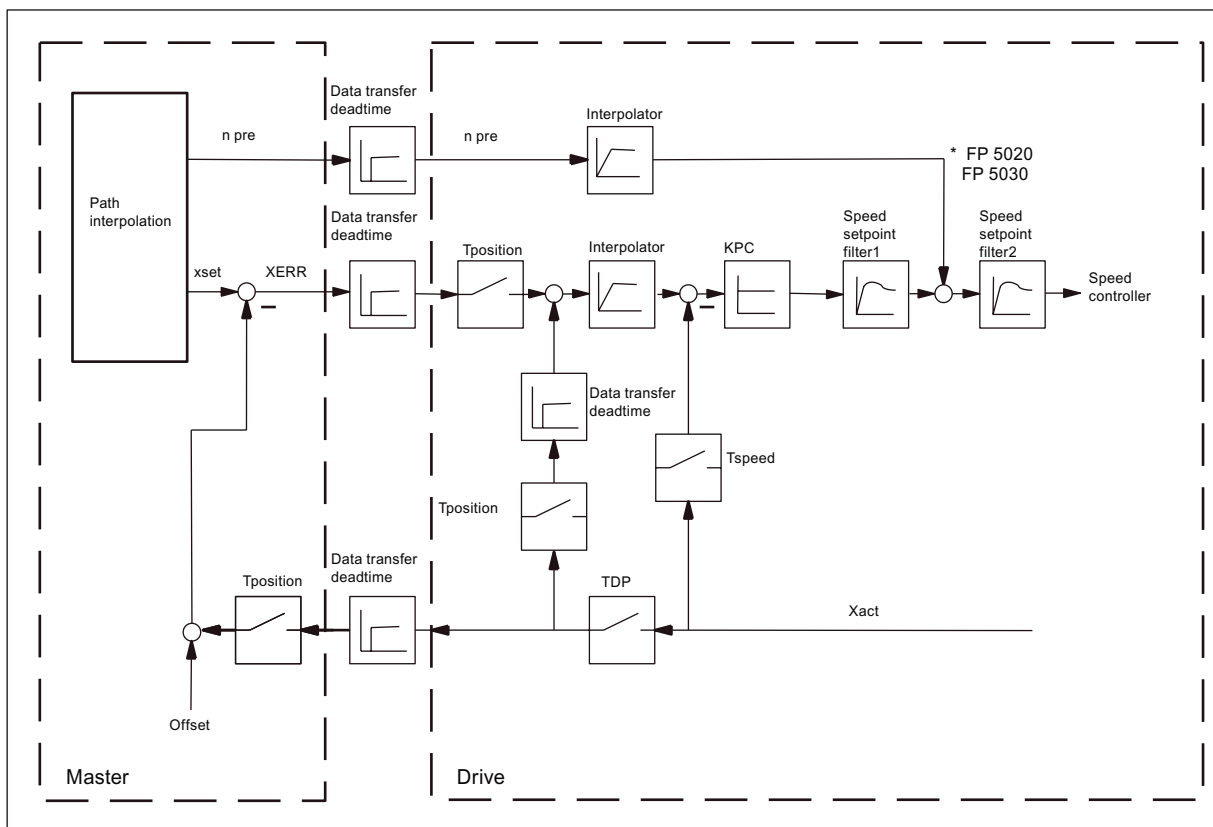 Data transfer
deadtime
Interpolator
n pre
n pre
* FP 5020
FP 5030
Path
interpolation
Data transfer
deadtime
Speed
setpoint
filter1
Speed
setpoint
filter2
xset
XERR
Tposition
Interpolator
KPC
Speed
controller
Data transfer
deadtime
Tspeed
Tposition
Data transfer
deadtime
Tposition
TDP
Xact
Offset
Master
Drive